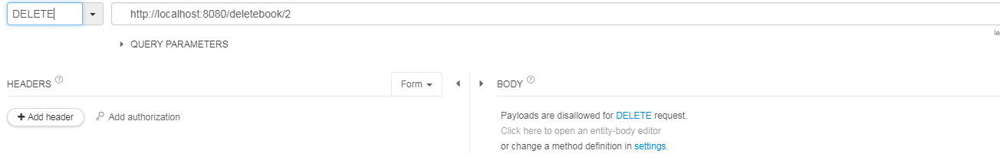 DELETE
http://localhost:8080/deletebook/2
le
QUERY PARAMETERS
HEADERS ?
Form
BODY ?
+ Add header
Add authorization
Payloads are disallowed for DELETE request.
Click here to open an entity-body editor
or change a method definition in settings.